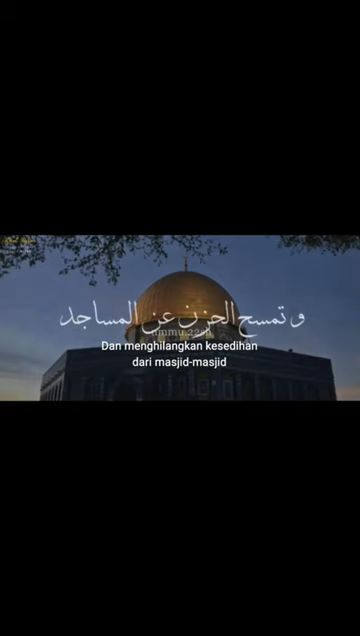 و تمسح الحزن عن المساجد
Dan menghilangkan kesedihan
dari masjid-masjid